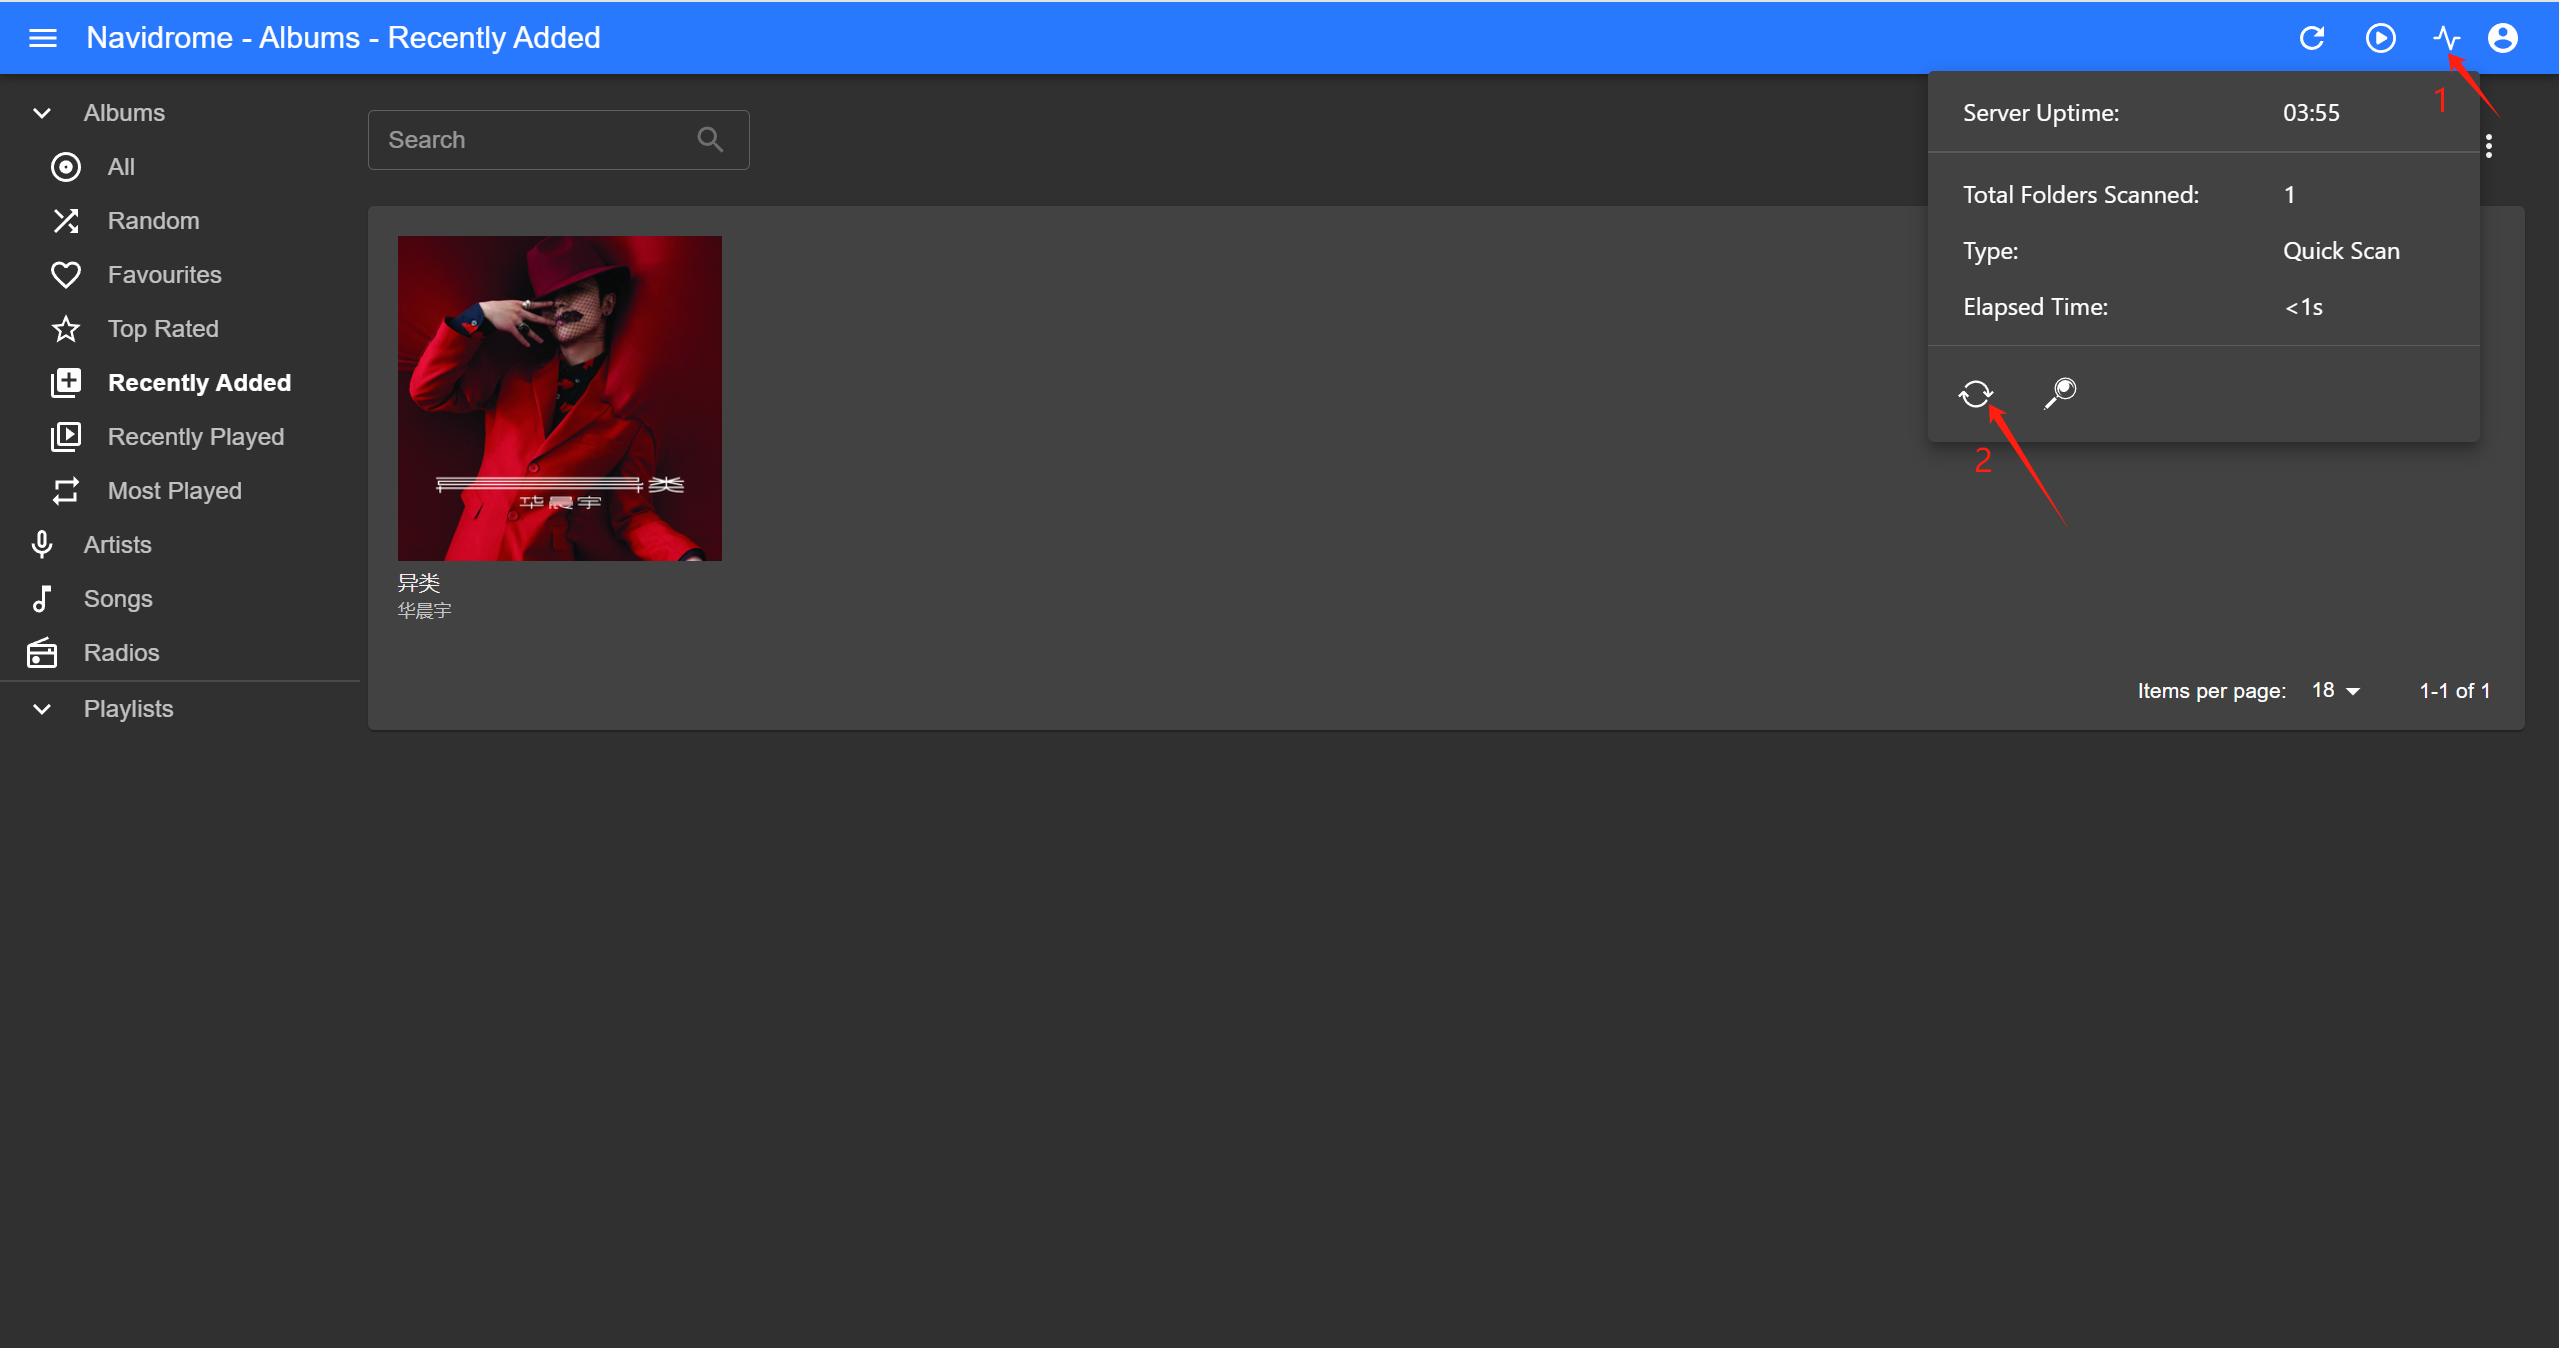 Navidrome - Albums - Recently Added
Albums
All
Random
Favourites
Top Rated
Recently Added
Recently Played
Most Played
Artists
Songs
Radios
Playlists
Search
异类
华晨宇
异类
华晨宇
Items per page: 18 1-1 of 1
Server Uptime: 03:55
1
Total Folders Scanned: 1
Type: Quick Scan
Elapsed Time: <1s
2